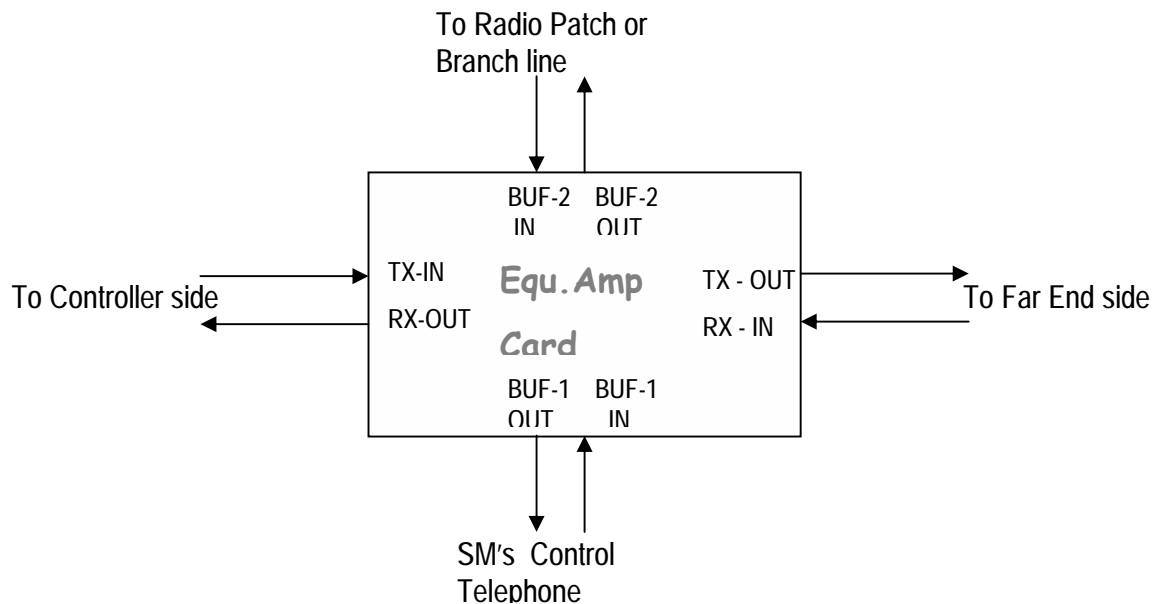 To Radio Patch or
Branch line
BUF-2 BUF-2
IN OUT
TX-IN Equ.Amp TX - OUT
To Controller side To Far End side
RX-OUT RX - IN
Card
BUF-1 BUF-1
OUT IN
SM's Control
Telephone